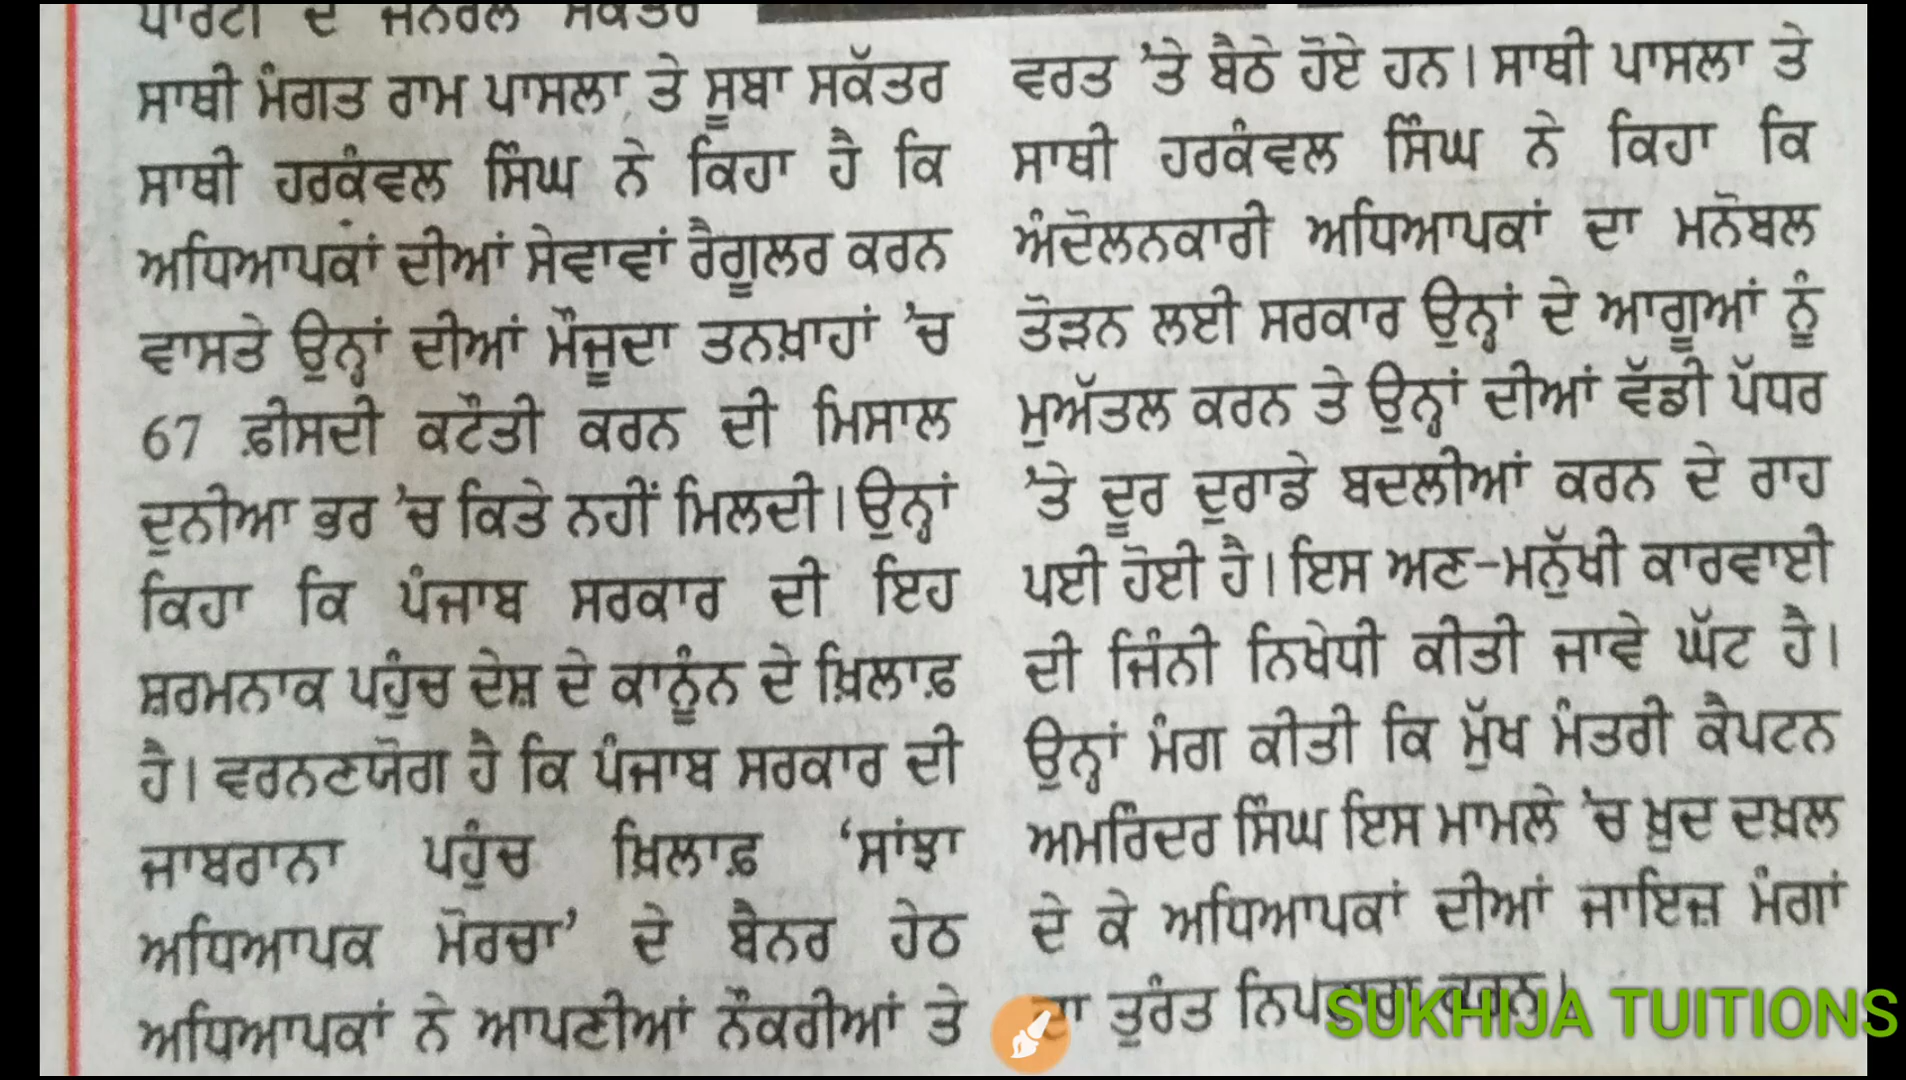 ਪਾਰਟੀ ਦੇ ਜਨਰਲ ਸਕੱਤਰ
ਸਾਥੀ ਮੰਗਤ ਰਾਮ ਪਾਸਲਾ ਤੇ ਸੂਬਾ ਸਕੱਤਰ
ਸਾਥੀ ਹਰਕੰਵਲ ਸਿੰਘ ਨੇ ਕਿਹਾ ਹੈ ਕਿ
ਅਧਿਆਪਕਾਂ ਦੀਆਂ ਸੇਵਾਵਾਂ ਰੈਗੂਲਰ ਕਰਨ
ਵਾਸਤੇ ਉਨ੍ਹਾਂ ਦੀਆਂ ਮੌਜੂਦਾ ਤਨਖ਼ਾਹਾਂ ’ਚ
67 ਫ਼ੀਸਦੀ ਕਟੌਤੀ ਕਰਨ ਦੀ ਮਿਸਾਲ
ਦੁਨੀਆ ਭਰ ’ਚ ਕਿਤੇ ਨਹੀਂ ਮਿਲਦੀ। ਉਨ੍ਹਾਂ
ਕਿਹਾ ਕਿ ਪੰਜਾਬ ਸਰਕਾਰ ਦੀ ਇਹ
ਸ਼ਰਮਨਾਕ ਪਹੁੰਚ ਦੇਸ਼ ਦੇ ਕਾਨੂੰਨ ਦੇ ਖ਼ਿਲਾਫ਼
ਹੈ। ਵਰਨਣਯੋਗ ਹੈ ਕਿ ਪੰਜਾਬ ਸਰਕਾਰ ਦੀ
ਜਾਬਰਾਨਾ ਪਹੁੰਚ ਖ਼ਿਲਾਫ਼ ‘ਸਾਂਝਾ
ਅਧਿਆਪਕ ਮੋਰਚਾ’ ਦੇ ਬੈਨਰ ਹੇਠ
ਅਧਿਆਪਕਾਂ ਨੇ ਆਪਣੀਆਂ ਨੌਕਰੀਆਂ ਤੇ
ਵਰਤ ’ਤੇ ਬੈਠੇ ਹੋਏ ਹਨ। ਸਾਥੀ ਪਾਸਲਾ ਤੇ
ਸਾਥੀ ਹਰਕੰਵਲ ਸਿੰਘ ਨੇ ਕਿਹਾ ਕਿ
ਅੰਦੋਲਨਕਾਰੀ ਅਧਿਆਪਕਾਂ ਦਾ ਮਨੋਬਲ
ਤੋੜਨ ਲਈ ਸਰਕਾਰ ਉਨ੍ਹਾਂ ਦੇ ਆਗੂਆਂ ਨੂੰ
ਮੁਅੱਤਲ ਕਰਨ ਤੇ ਉਨ੍ਹਾਂ ਦੀਆਂ ਵੱਡੀ ਪੱਧਰ
’ਤੇ ਦੂਰ ਦੁਰਾਡੇ ਬਦਲੀਆਂ ਕਰਨ ਦੇ ਰਾਹ
ਪਈ ਹੋਈ ਹੈ। ਇਸ ਅਣ-ਮਨੁੱਖੀ ਕਾਰਵਾਈ
ਦੀ ਜਿੰਨੀ ਨਿਖੇਧੀ ਕੀਤੀ ਜਾਵੇ ਘੱਟ ਹੈ।
ਉਨ੍ਹਾਂ ਮੰਗ ਕੀਤੀ ਕਿ ਮੁੱਖ ਮੰਤਰੀ ਕੈਪਟਨ
ਅਮਰਿੰਦਰ ਸਿੰਘ ਇਸ ਮਾਮਲੇ ’ਚ ਖ਼ੁਦ ਦਖ਼ਲ
ਦੇ ਕੇ ਅਧਿਆਪਕਾਂ ਦੀਆਂ ਜਾਇਜ਼ ਮੰਗਾਂ
ਦਾ ਤੁਰੰਤ
SUKHIJA TUITIONS